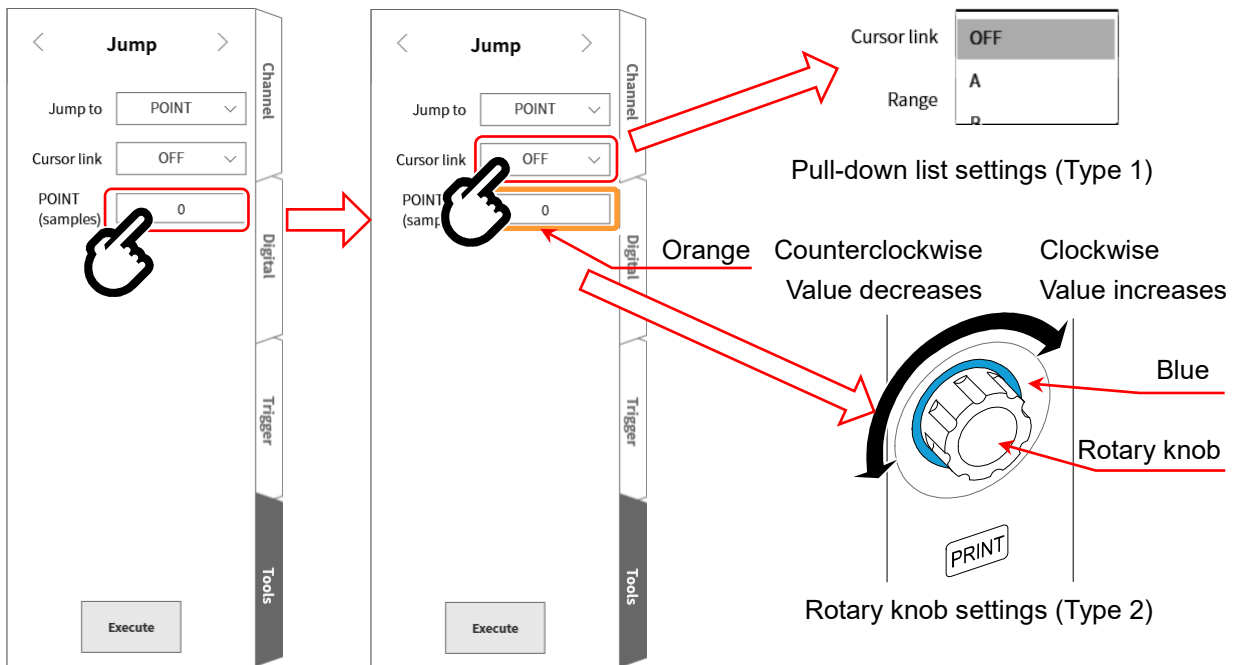 Jump
Jump to
POINT
Cursor link
OFF
POINT
(samples)
0
Execute
Channel
Digital
Trigger
Tools
Jump
Jump to
POINT
Cursor link
OFF
POINT
(samp
0
Execute
Channel
Digital
Trigger
Tools
Cursor link
OFF
A
Range
B
Pull-down list settings (Type 1)
Orange
Counterclockwise
Value decreases
Clockwise
Value increases
Blue
Rotary knob
PRINT
Rotary knob settings (Type 2)